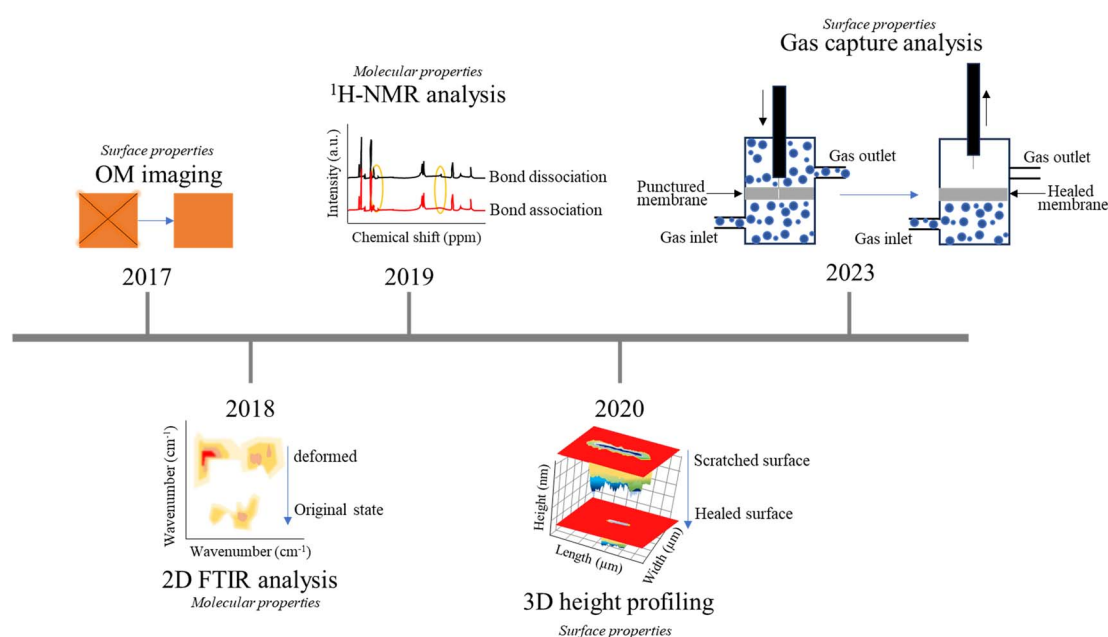 Surface properties
OM imaging
2017
Molecular properties
¹H-NMR analysis
Intensity (a.u.)
Bond dissociation
Bond association
Chemical shift (ppm)
2019
Surface properties
Gas capture analysis
Gas outlet
Punctured
membrane
Gas inlet
Gas outlet
Healed
membrane
Gas inlet
2023
2018
Wavenumber (cm⁻¹)
deformed
Original state
Wavenumber (cm⁻¹)
2D FTIR analysis
Molecular properties
2020
Height (nm)
Scratched surface
Healed surface
Length (µm)
Width (µm)
3D height profiling
Surface properties